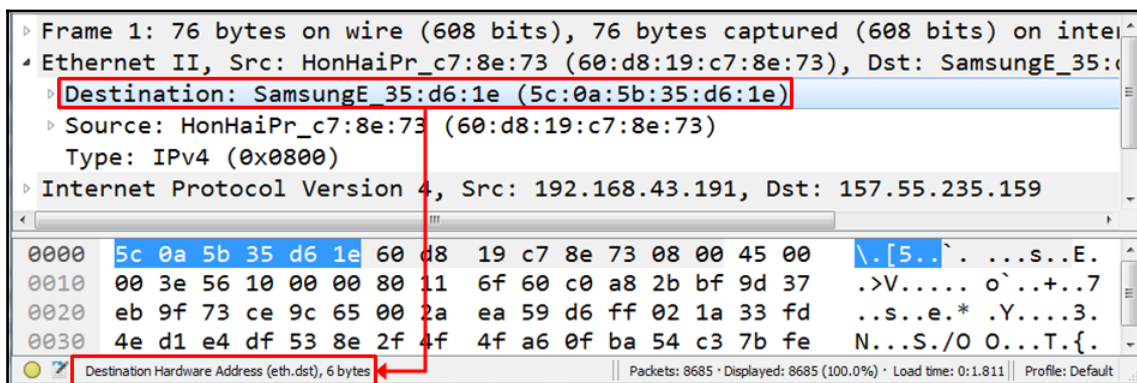 Frame 1: 76 bytes on wire (608 bits), 76 bytes captured (608 bits) on
Ethernet II, Src: HonHaiPr_c7:8e:73 (60:d8:19:c7:8e:73), Dst: SamsungE_35:
Destination: SamsungE_35:d6:1e (5c:0a:5b:35:d6:1e)
Source: HonHaiPr_c7:8e:73 (60:d8:19:c7:8e:73)
Type: IPv4 (0x0800)
Internet Protocol Version 4, Src: 192.168.43.191, Dst: 157.55.235.159
0000 5c 0a 5b 35 d6 1e 60 d8 19 c7 8e 73 08 00 45 00 \.[5..`. ...s..E.
0010 00 3e 56 10 00 00 80 11 6f 60 c0 a8 2b bf 9d 37 .>V..... o`..+..7
0020 eb 9f 73 ce 9c 65 00 2a ea 59 d6 ff 02 1a 33 fd ..s..e.* .Y....3.
0030 4e d1 e4 df 53 8e 2f 4f 4f a6 0f ba 54 c3 7b fe N...S./O O...T.{.
Destination Hardware Address (eth.dst), 6 bytes Packets: 8685 · Displayed: 8685 (100.0%) · Load time: 0:1.811 Profile: Default